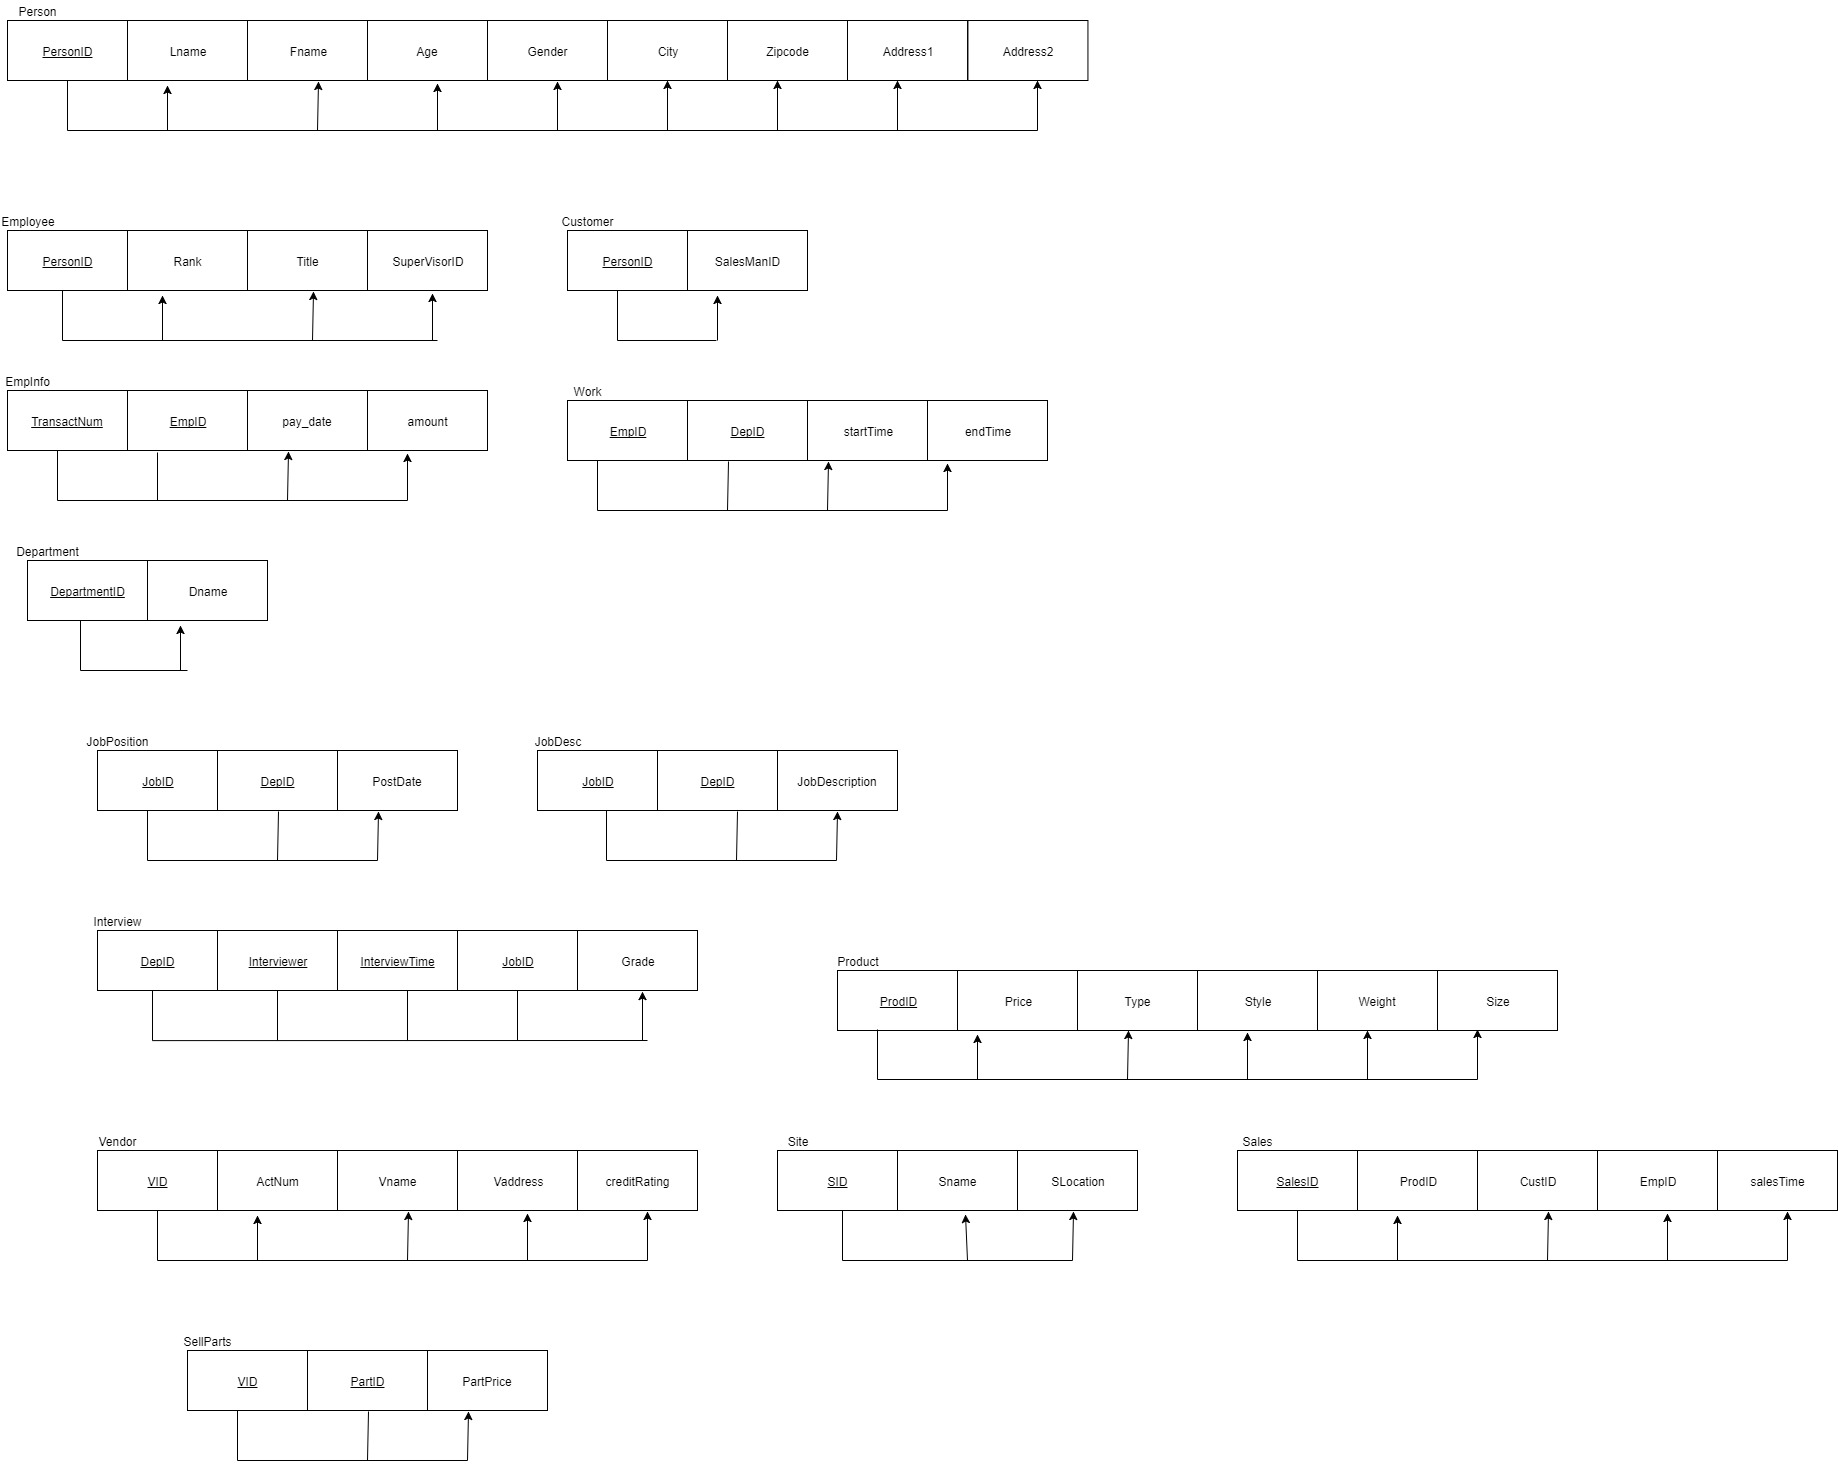 Person
PersonID Lname Fname Age Gender City Zipcode Address1 Address2
Employee Customer
PersonID Rank Title SuperVisorID PersonID SalesManID
EmpInfo Work
TransactNum EmpID pay_date amount EmpID DepID startTime endTime
Department
DepartmentID Dname
JobPosition JobDesc
JobID DepID PostDate JobID DepID JobDescription
Interview
DepID Interviewer InterviewTime JobID Grade
Product
ProdID Price Type Style Weight Size
Vendor Site Sales
VID ActNum Vname Vaddress creditRating SID Sname SLocation SalesID ProdID CustID EmpID salesTime
SellParts
VID PartID PartPrice